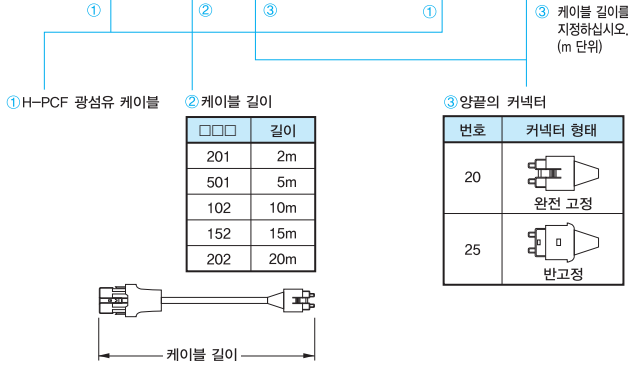 ① ② ③ ① ③ 케이블 길이를
지정하십시오.
(m 단위)
① H-PCF 광섬유 케이블
② 케이블 길이
□□□ 길이
201 2m
501 5m
102 10m
152 15m
202 20m
케이블 길이
③ 양끝의 커넥터
번호 커넥터 형태
20 완전 고정
25 반고정